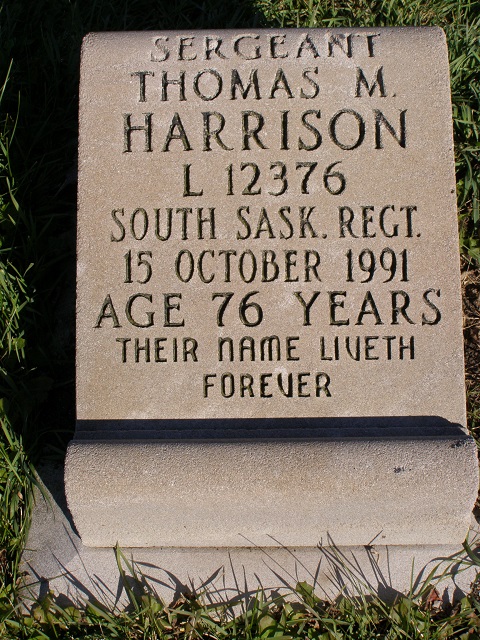 SERGEANT
THOMAS M.
HARRISON
L 12376
SOUTH SASK. REGT.
15 OCTOBER 1991
AGE 76 YEARS
THEIR NAME LIVETH
FOREVER